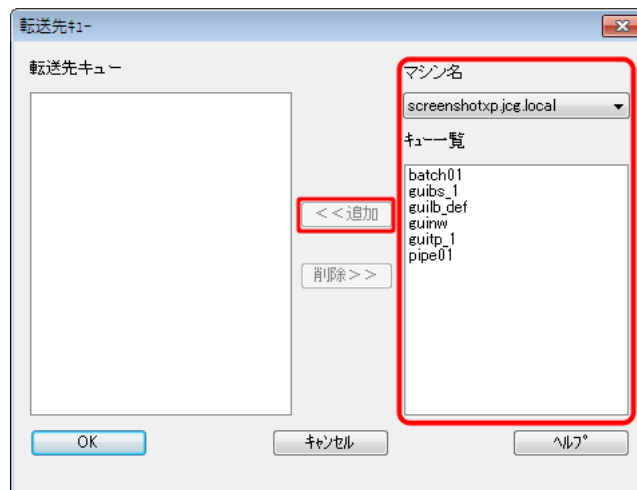 転送先ｷｭｰ
転送先キュー
マシン名
screenshotxp.jcg.local
ｷｭｰ一覧
batch01
guibs_1
guilb_def
guinw
guitp_1
pipe01
<<追加
削除>>
OK
ｷｬﾝｾﾙ
ﾍﾙﾌﾟ